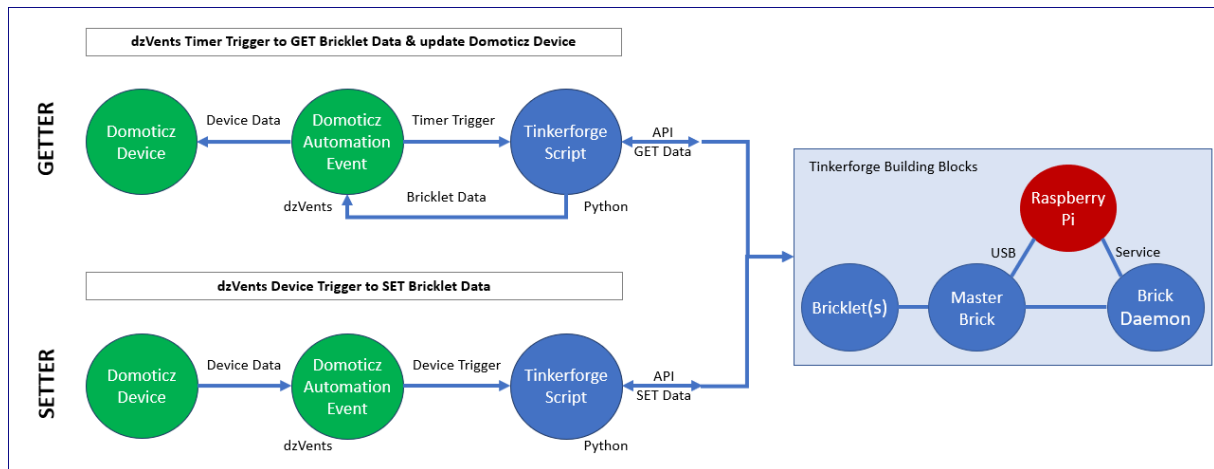 dzVents Timer Trigger to GET Bricklet Data & update Domoticz Device
GETTER
Domoticz
Device
Device Data
Domoticz
Automation
Event
dzVents
Timer Trigger
Bricklet Data
Tinkerforge
Script
Python
API
GET Data
dzVents Device Trigger to SET Bricklet Data
SETTER
Domoticz
Device
Device Data
Domoticz
Automation
Event
dzVents
Device Trigger
Tinkerforge
Script
Python
API
SET Data
Tinkerforge Building Blocks
Raspberry
Pi
USB
Service
Bricklet(s)
Master
Brick
Brick
Daemon